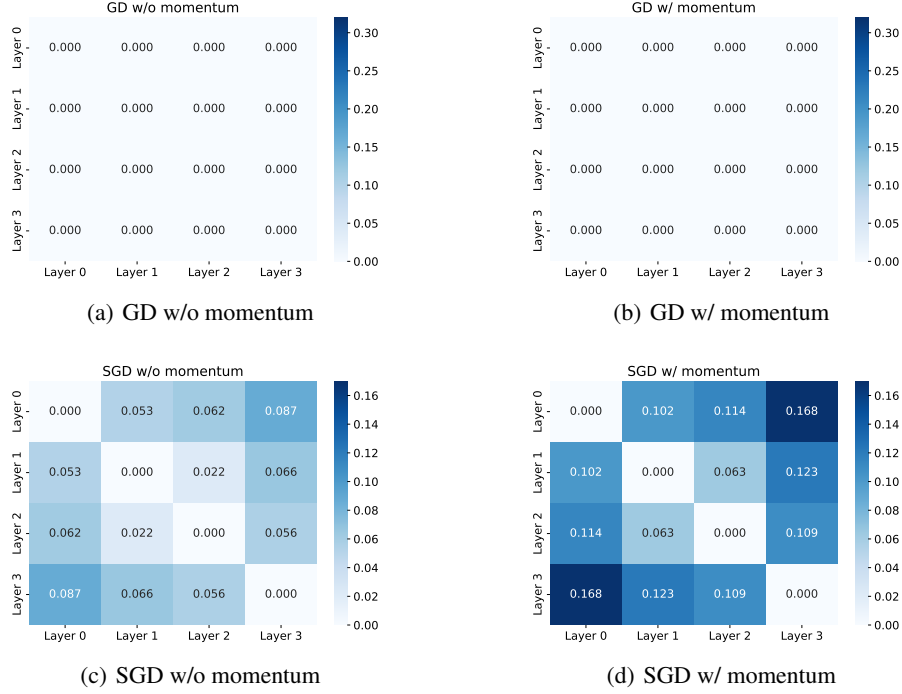 GD w/o momentum
Layer 0 0.000 0.000 0.000 0.000 0.30
0.25
Layer 1 0.000 0.000 0.000 0.000 0.20
0.15
Layer 2 0.000 0.000 0.000 0.000 0.10
0.05
Layer 3 0.000 0.000 0.000 0.000 0.00
Layer 0 Layer 1 Layer 2 Layer 3
(a) GD w/o momentum
GD w/ momentum
Layer 0 0.000 0.000 0.000 0.000 0.30
0.25
Layer 1 0.000 0.000 0.000 0.000 0.20
0.15
Layer 2 0.000 0.000 0.000 0.000 0.10
0.05
Layer 3 0.000 0.000 0.000 0.000 0.00
Layer 0 Layer 1 Layer 2 Layer 3
(b) GD w/ momentum
SGD w/o momentum
0.16
Layer 0 0.000 0.053 0.062 0.087 0.14
0.12
Layer 1 0.053 0.000 0.022 0.066 0.10
0.08
Layer 2 0.062 0.022 0.000 0.056 0.06
0.04
Layer 3 0.087 0.066 0.056 0.000 0.02
0.00
Layer 0 Layer 1 Layer 2 Layer 3
(c) SGD w/o momentum
SGD w/ momentum
0.16
Layer 0 0.000 0.102 0.114 0.168 0.14
0.12
Layer 1 0.102 0.000 0.063 0.123 0.10
0.08
Layer 2 0.114 0.063 0.000 0.109 0.06
0.04
Layer 3 0.168 0.123 0.109 0.000 0.02
0.00
Layer 0 Layer 1 Layer 2 Layer 3
(d) SGD w/ momentum